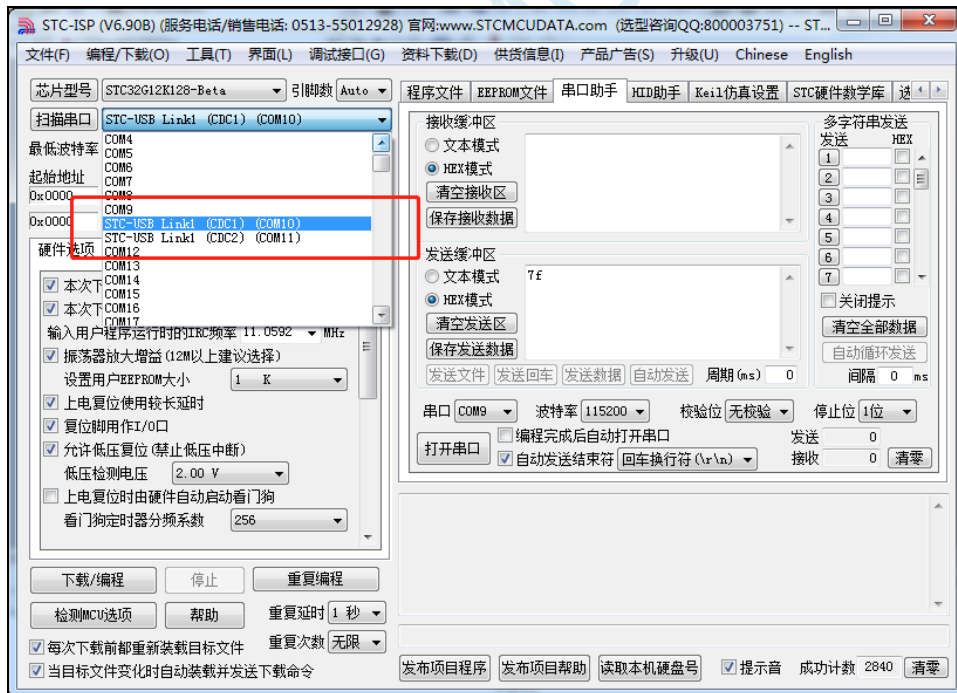 STC-ISP (V6.90B) (服务电话/销售电话: 0513-55012928) 官网:www.STCMCUDATA.com (选型咨询QQ:800003751) -- ST...
文件(F) 编程/下载(O) 工具(T) 界面(L) 调试接口(G) 资料下载(D) 供货信息(I) 产品广告(S) 升级(U) Chinese English
芯片型号 STC32G12K128-Beta 引脚数 Auto
扫描串口 STC-USB Link1 (CDC1) (COM10)
最低波特率
起始地址
0x0000
0x0000
COM4
COM5
COM6
COM7
COM8
COM9
STC-USB Link1 (CDC1) (COM10)
STC-USB Link1 (CDC2) (COM11)
COM12
COM13
COM14
COM15
COM16
COM17
硬件选项
本次下
本次下
输入用户程序运行时的IRC频率 11.0592 MHz
振荡器放大增益(12M以上建议选择)
设置用户EEPROM大小 1 K
上电复位使用较长延时
复位脚用作I/O口
允许低压复位(禁止低压中断)
低压检测电压 2.00 V
上电复位时由硬件自动启动看门狗
看门狗定时器分频系数 256
下载/编程 停止 重复编程
检测MCU选项 帮助 重复延时 1 秒
每次下载前都重新装载目标文件 重复次数 无限
当目标文件变化时自动装载并发送下载命令
程序文件 EEPROM文件 串口助手 HID助手 Keil仿真设置 STC硬件数学库
接收缓冲区
文本模式
HEX模式
清空接收区
保存接收数据
发送缓冲区
文本模式
HEX模式
清空发送区
保存发送数据
7f
多字符串发送
发送 HEX
1
2
3
4
5
6
7
关闭提示
清空全部数据
自动循环发送
间隔 0 ms
发送文件 发送回车 发送数据 自动发送 周期(ms) 0
串口 COM9 波特率 115200 校验位 无校验 停止位 1位
打开串口 编程完成后自动打开串口 发送 0
自动发送结束符 回车换行符(\r\n) 接收 0 清零
发布项目程序 发布项目帮助 读取本机硬盘号 提示音 成功计数 2840 清零